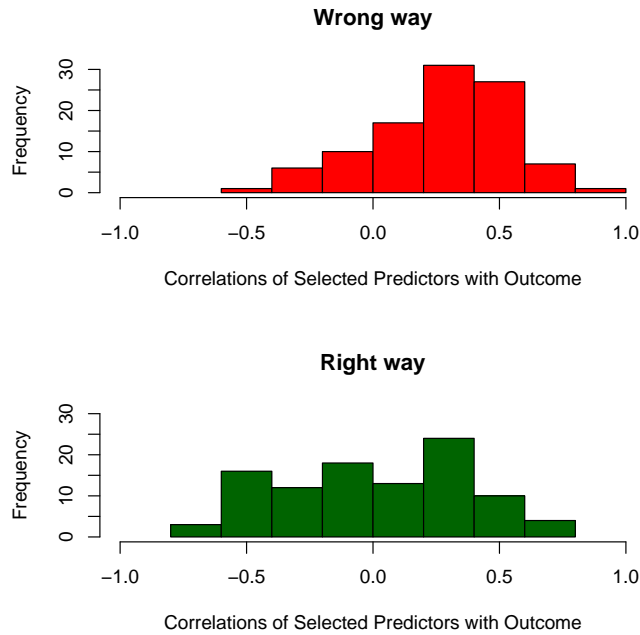 Wrong way
Frequency
30
20
10
0
−1.0 −0.5 0.0 0.5 1.0
Correlations of Selected Predictors with Outcome
Right way
Frequency
30
20
10
0
−1.0 −0.5 0.0 0.5 1.0
Correlations of Selected Predictors with Outcome